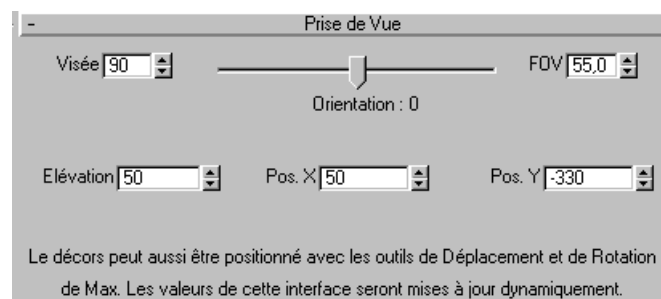 - Prise de Vue
Visée 90 FOV 55,0
Orientation : 0
Elévation 50 Pos. X 50 Pos. Y -330
Le décors peut aussi être positionné avec les outils de Déplacement et de Rotation
de Max. Les valeurs de cette interface seront mises à jour dynamiquement.